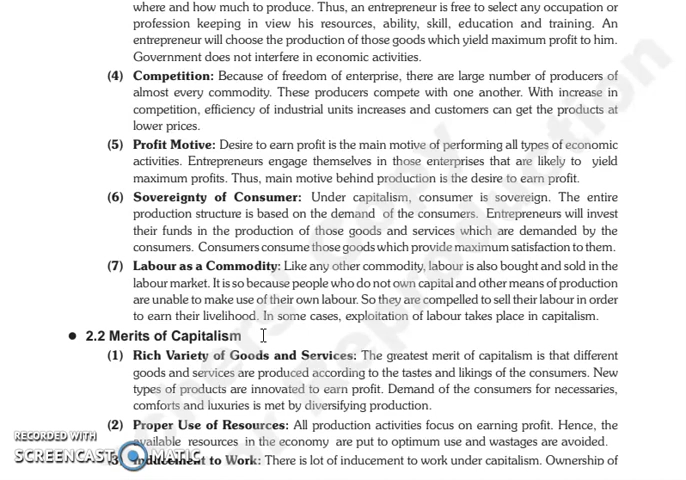 where and how much to produce. Thus, an entrepreneur is free to select any occupation or
profession keeping in view his resources, ability, skill, education and training. An
entrepreneur will choose the production of those goods which yield maximum profit to him.
Government does not interfere in economic activities.
(4) Competition: Because of freedom of enterprise, there are large number of producers of
almost every commodity. These producers compete with one another. With increase in
competition, efficiency of industrial units increases and customers can get the products at
lower prices.
(5) Profit Motive: Desire to earn profit is the main motive of performing all types of economic
activities. Entrepreneurs engage themselves in those enterprises that are likely to yield
maximum profits. Thus, main motive behind production is the desire to earn profit.
(6) Sovereignty of Consumer: Under capitalism, consumer is sovereign. The entire
production structure is based on the demand of the consumers. Entrepreneurs will invest
their funds in the production of those goods and services which are demanded by the
consumers. Consumers consume those goods which provide maximum satisfaction to them.
(7) Labour as a Commodity: Like any other commodity, labour is also bought and sold in the
labour market. It is so because people who do not own capital and other means of production
are unable to make use of their own labour. So they are compelled to sell their labour in order
to earn their livelihood. In some cases, exploitation of labour takes place in capitalism.
• 2.2 Merits of Capitalism
(1) Rich Variety of Goods and Services: The greatest merit of capitalism is that different
goods and services are produced according to the tastes and likings of the consumers. New
types of products are innovated to earn profit. Demand of the consumers for necessaries,
comforts and luxuries is met by diversifying production.
(2) Proper Use of Resources: All production activities focus on earning profit. Hence, the
available resources in the economy are put to optimum use and wastages are avoided.
(3) Inducement to Work: There is lot of inducement to work under capitalism. Ownership of
RECORDED WITH
SCREENCAST MATIC